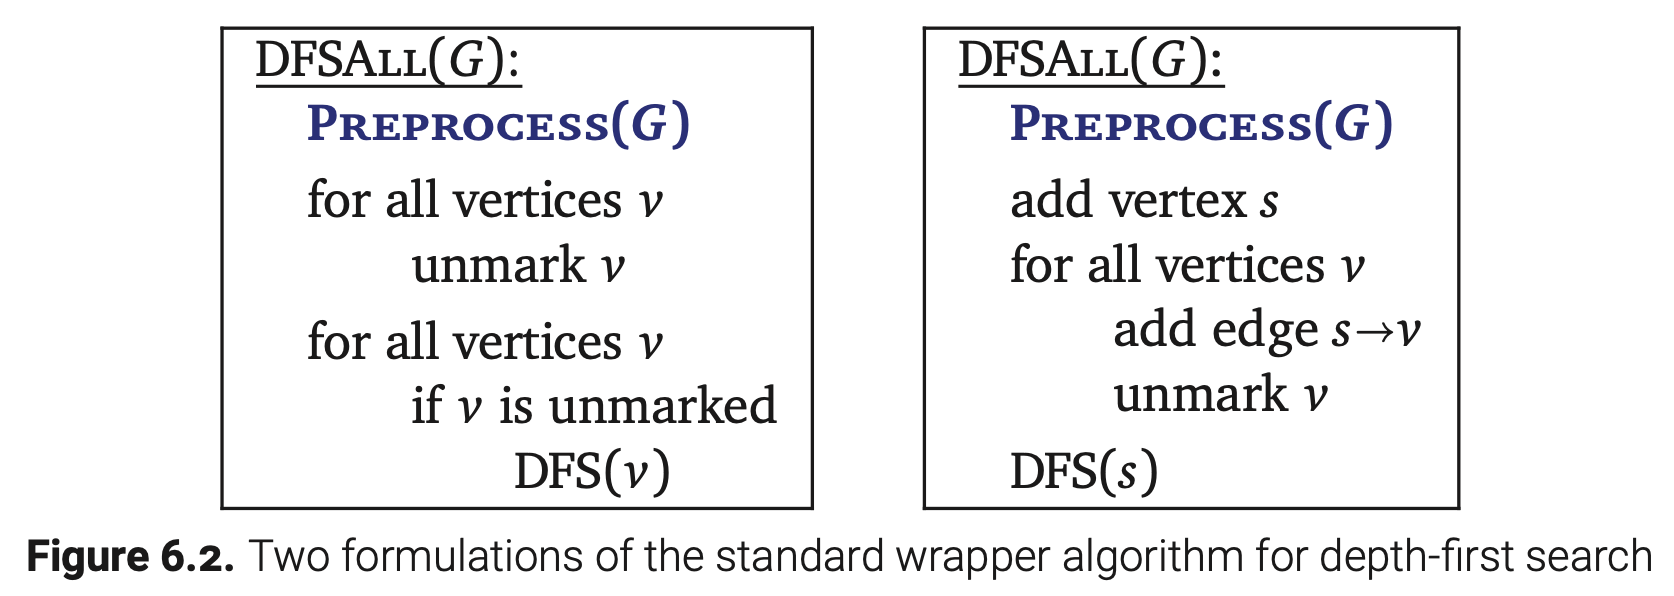 DFSAll(G):
Preprocess(G)
for all vertices v
unmark v
for all vertices v
if v is unmarked
DFS(v)
DFSAll(G):
Preprocess(G)
add vertex s
for all vertices v
add edge s→v
unmark v
DFS(s)
Figure 6.2. Two formulations of the standard wrapper algorithm for depth-first search